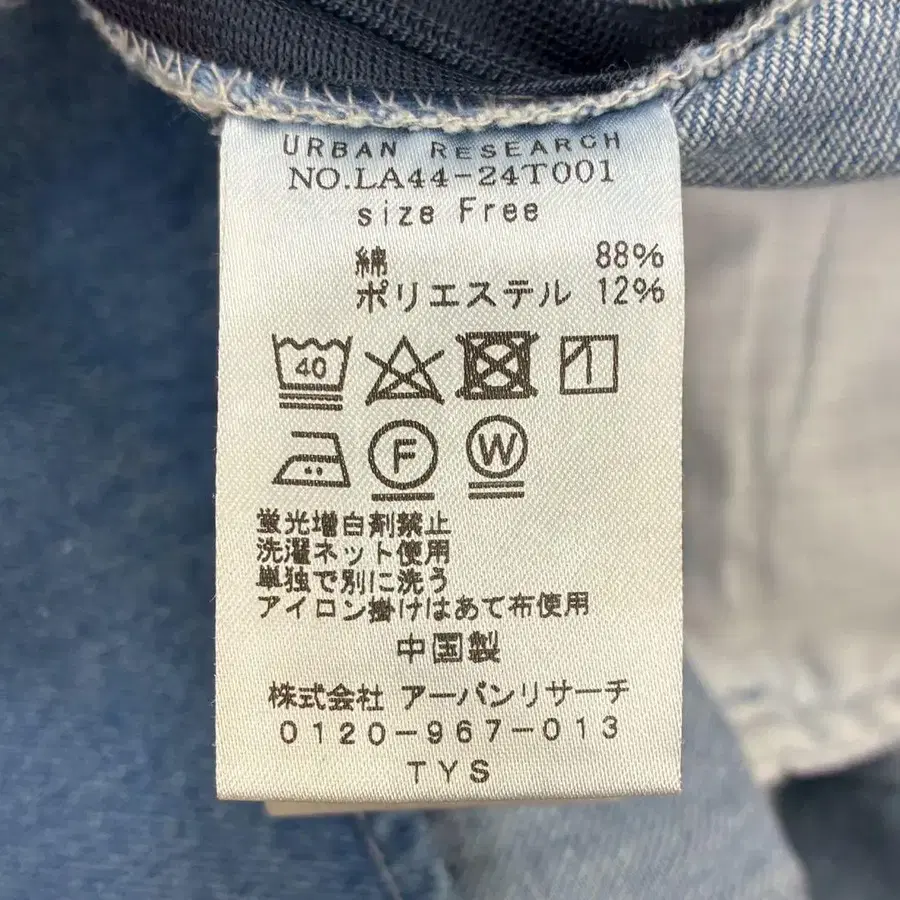 URBAN RESEARCH
NO.LA44-24T001
size Free
綿 88%
ポリエステル 12%
40
F W
蛍光増白剤禁止
洗濯ネット使用
単独で別に洗う
アイロン掛けはあて布使用
中国製
株式会社 アーバンリサーチ
0120-967-013
TYS